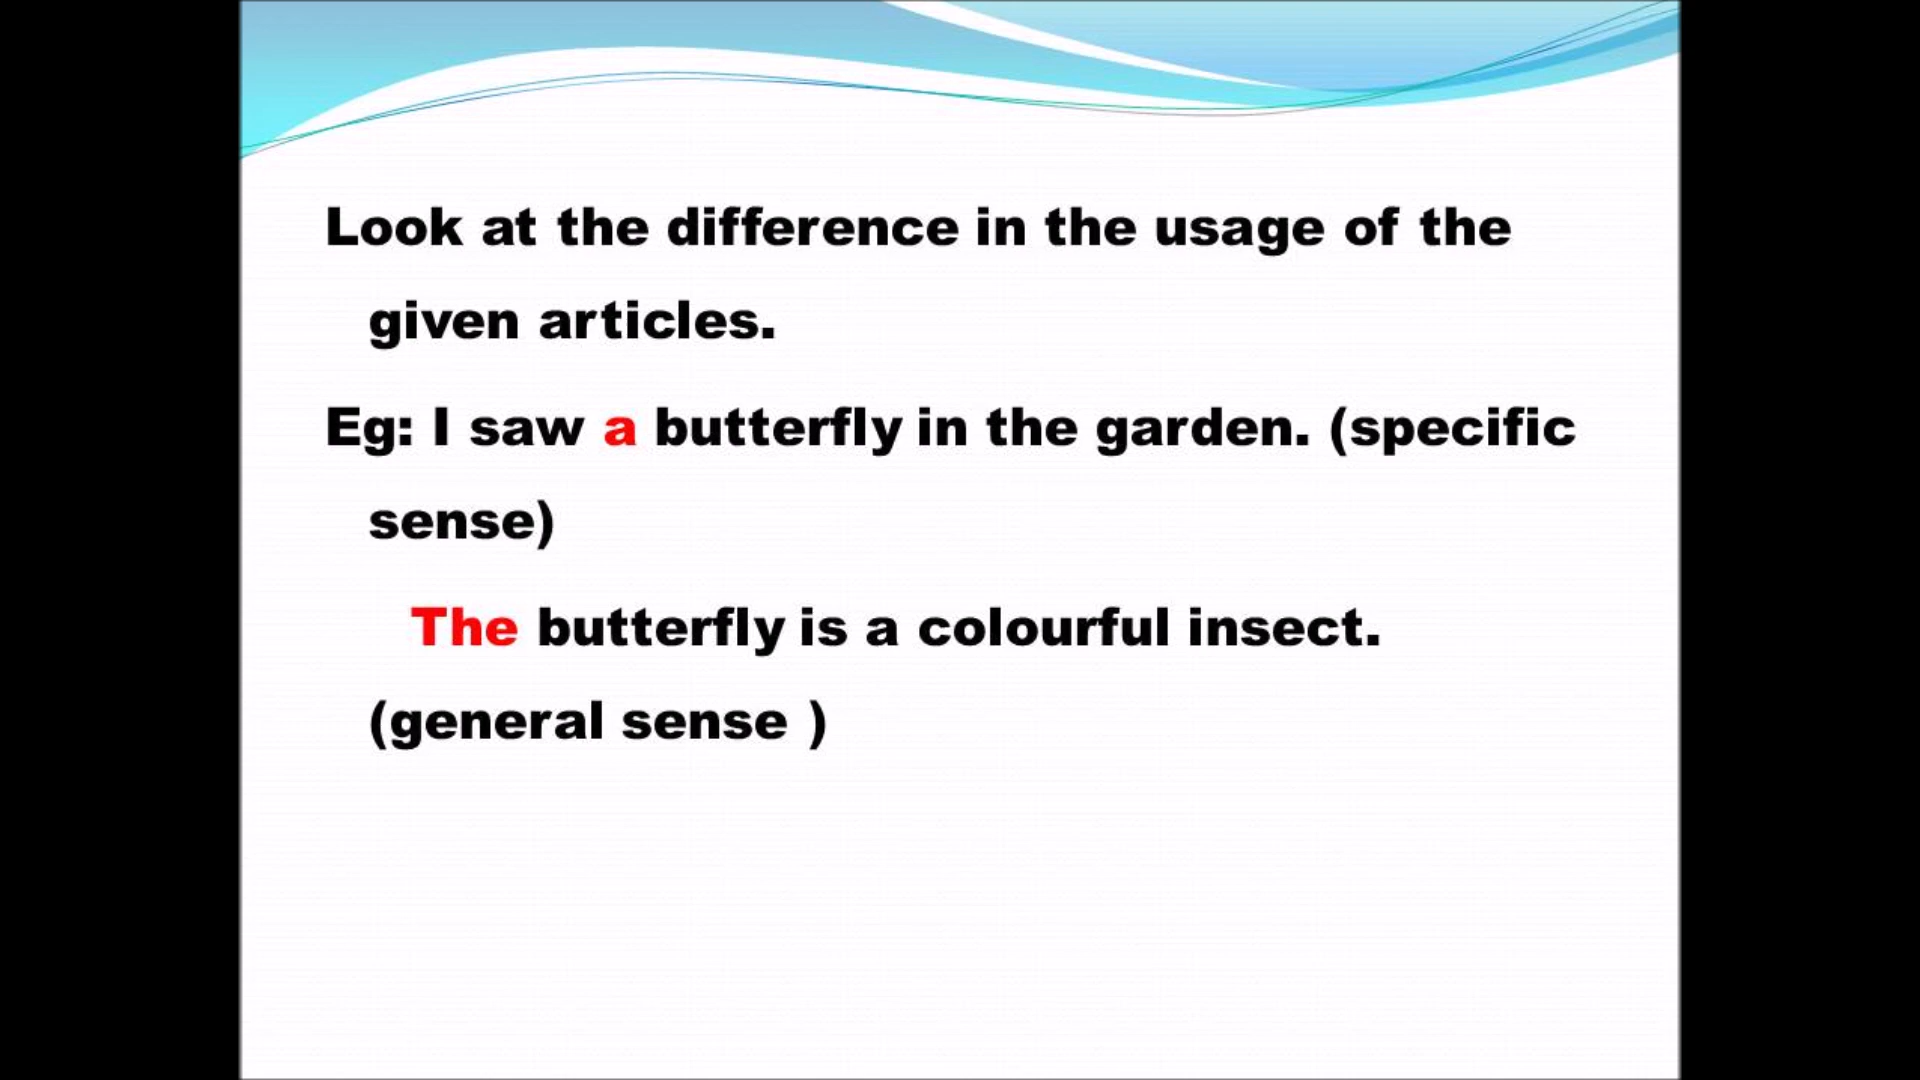 Look at the difference in the usage of the
given articles.
Eg: I saw a butterfly in the garden. (specific
sense)
The butterfly is a colourful insect.
(general sense )